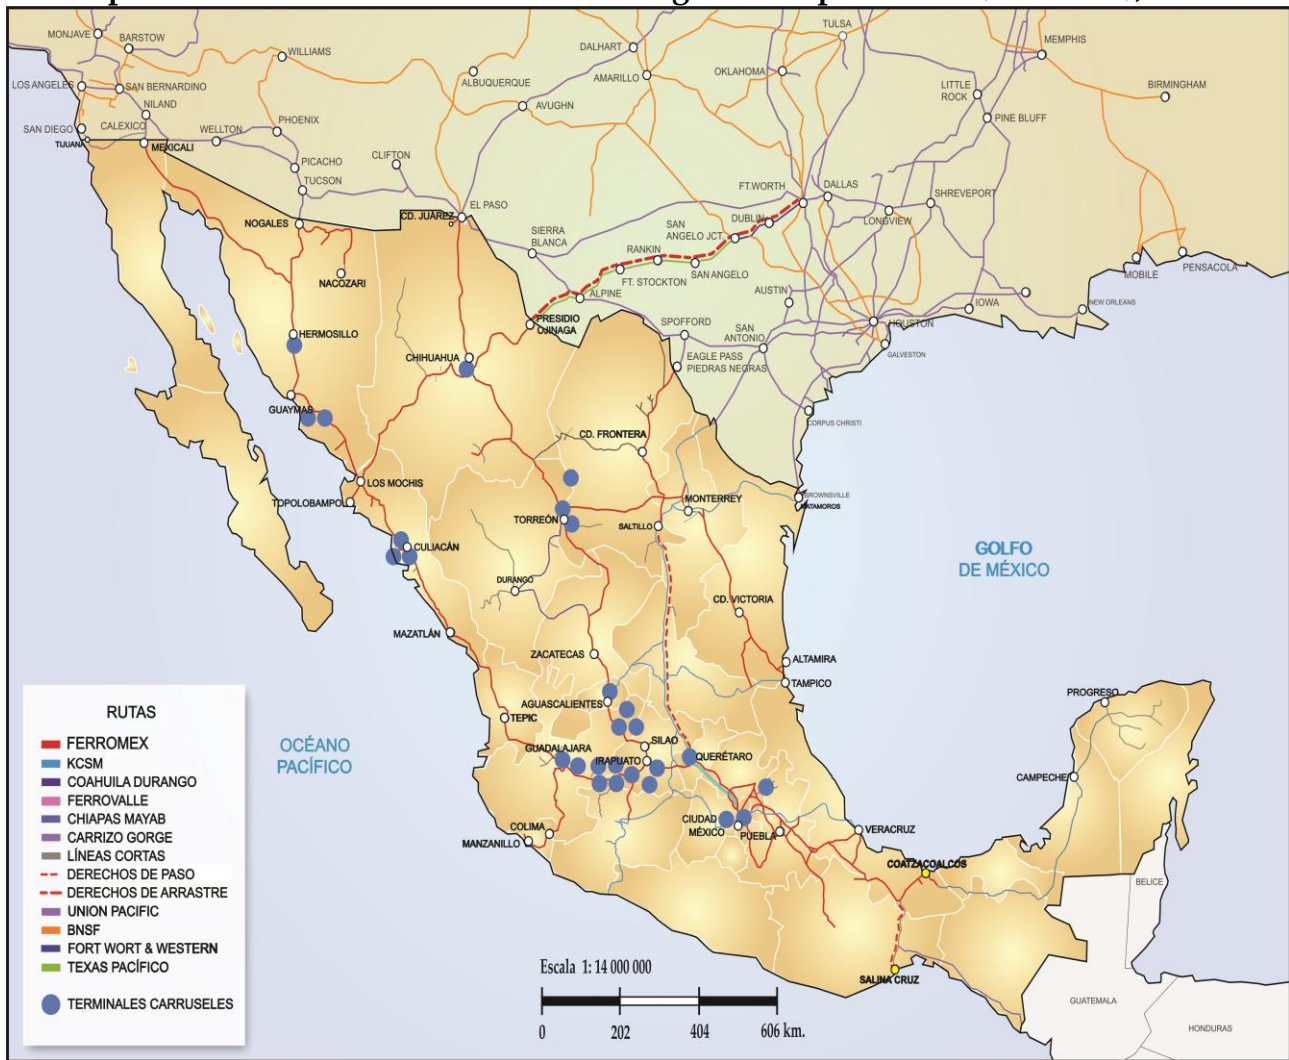 MONJAVE
BARSTOW
WILLIAMS
DALHART
TULSA
MEMPHIS
LOS ANGELES
SAN BERNARDINO
ALBUQUERQUE
AMARILLO
OKLAHOMA
LITTLE
ROCK
BIRMINGHAM
NILAND
AVUGHN
PINE BLUFF
SAN DIEGO
CALEXICO
WELLTON
PHOENIX
TIJUANA
MEXICALI
PICACHO
CLIFTON
TUCSON
FT.WORTH
DALLAS
SHREVEPORT
NOGALES
CD. JUÁREZ
EL PASO
SIERRA
BLANCA
SAN
ANGELO JCT.
DUBLIN
LONGVIEW
RANKIN
NACOZARI
FT. STOCKTON
SAN ANGELO
MOBILE
PENSACOLA
ALPINE
AUSTIN
IOWA
NEW ORLEANS
HERMOSILLO
PRESIDIO
OJINAGA
SPOFFORD
SAN
ANTONIO
HOUSTON
GALVESTON
CHIHUAHUA
EAGLE PASS
PIEDRAS NEGRAS
GUAYMAS
CORPUS CHRISTI
CD. FRONTERA
LOS MOCHIS
TOPOLOBAMPO
MONTERREY
BROWNSVILLE
MATAMOROS
TORREÓN
SALTILLO
CULIACÁN
GOLFO
DE MÉXICO
DURANGO
CD. VICTORIA
MAZATLÁN
ZACATECAS
ALTAMIRA
TAMPICO
AGUASCALIENTES
PROGRESO
TEPIC
SILAO
OCÉANO
PACÍFICO
GUADALAJARA
IRAPUATO
QUERÉTARO
CAMPECHE
CIUDAD
MÉXICO
PUEBLA
VERACRUZ
COLIMA
MANZANILLO
COATZACOALCOS
BELICE
SALINA CRUZ
GUATEMALA
HONDURAS
RUTAS
FERROMEX
KCSM
COAHUILA DURANGO
FERROVALLE
CHIAPAS MAYAB
CARRIZO GORGE
LÍNEAS CORTAS
DERECHOS DE PASO
DERECHOS DE ARRASTRE
UNION PACIFIC
BNSF
FORT WORT & WESTERN
TEXAS PACÍFICO
TERMINALES CARRUSELES
Escala 1: 14 000 000
0 202 404 606 km.